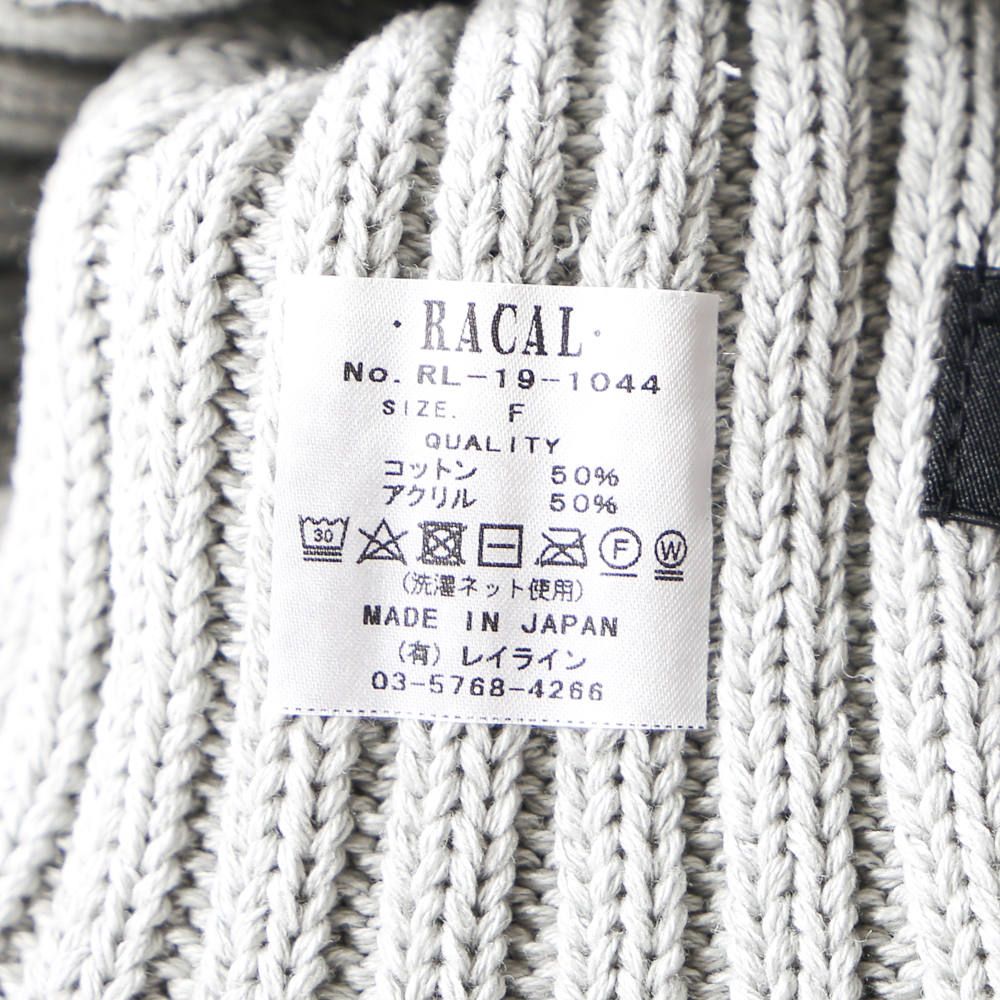 · RACAL ·
No. RL-19-1044
SIZE. F
QUALITY
コットン 50%
アクリル 50%
30 F W
(洗濯ネット使用)
MADE IN JAPAN
(有)レイライン
03-5768-4266